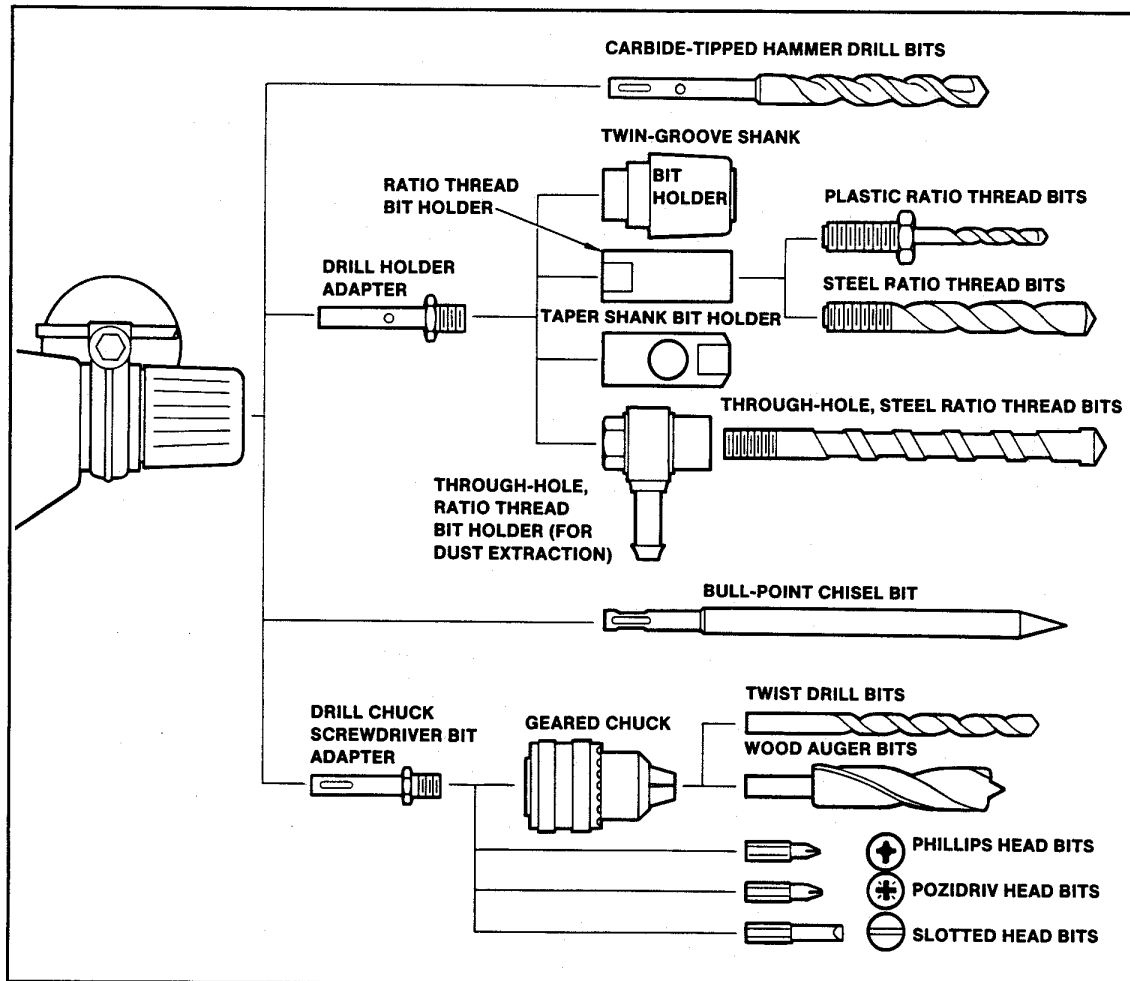 CARBIDE-TIPPED HAMMER DRILL BITS
TWIN-GROOVE SHANK
BIT
HOLDER
RATIO THREAD
BIT HOLDER
PLASTIC RATIO THREAD BITS
DRILL HOLDER
ADAPTER
STEEL RATIO THREAD BITS
TAPER SHANK BIT HOLDER
THROUGH-HOLE, STEEL RATIO THREAD BITS
THROUGH-HOLE,
RATIO THREAD
BIT HOLDER (FOR
DUST EXTRACTION)
BULL-POINT CHISEL BIT
DRILL CHUCK
SCREWDRIVER BIT
ADAPTER
GEARED CHUCK
TWIST DRILL BITS
WOOD AUGER BITS
PHILLIPS HEAD BITS
POZIDRIV HEAD BITS
SLOTTED HEAD BITS